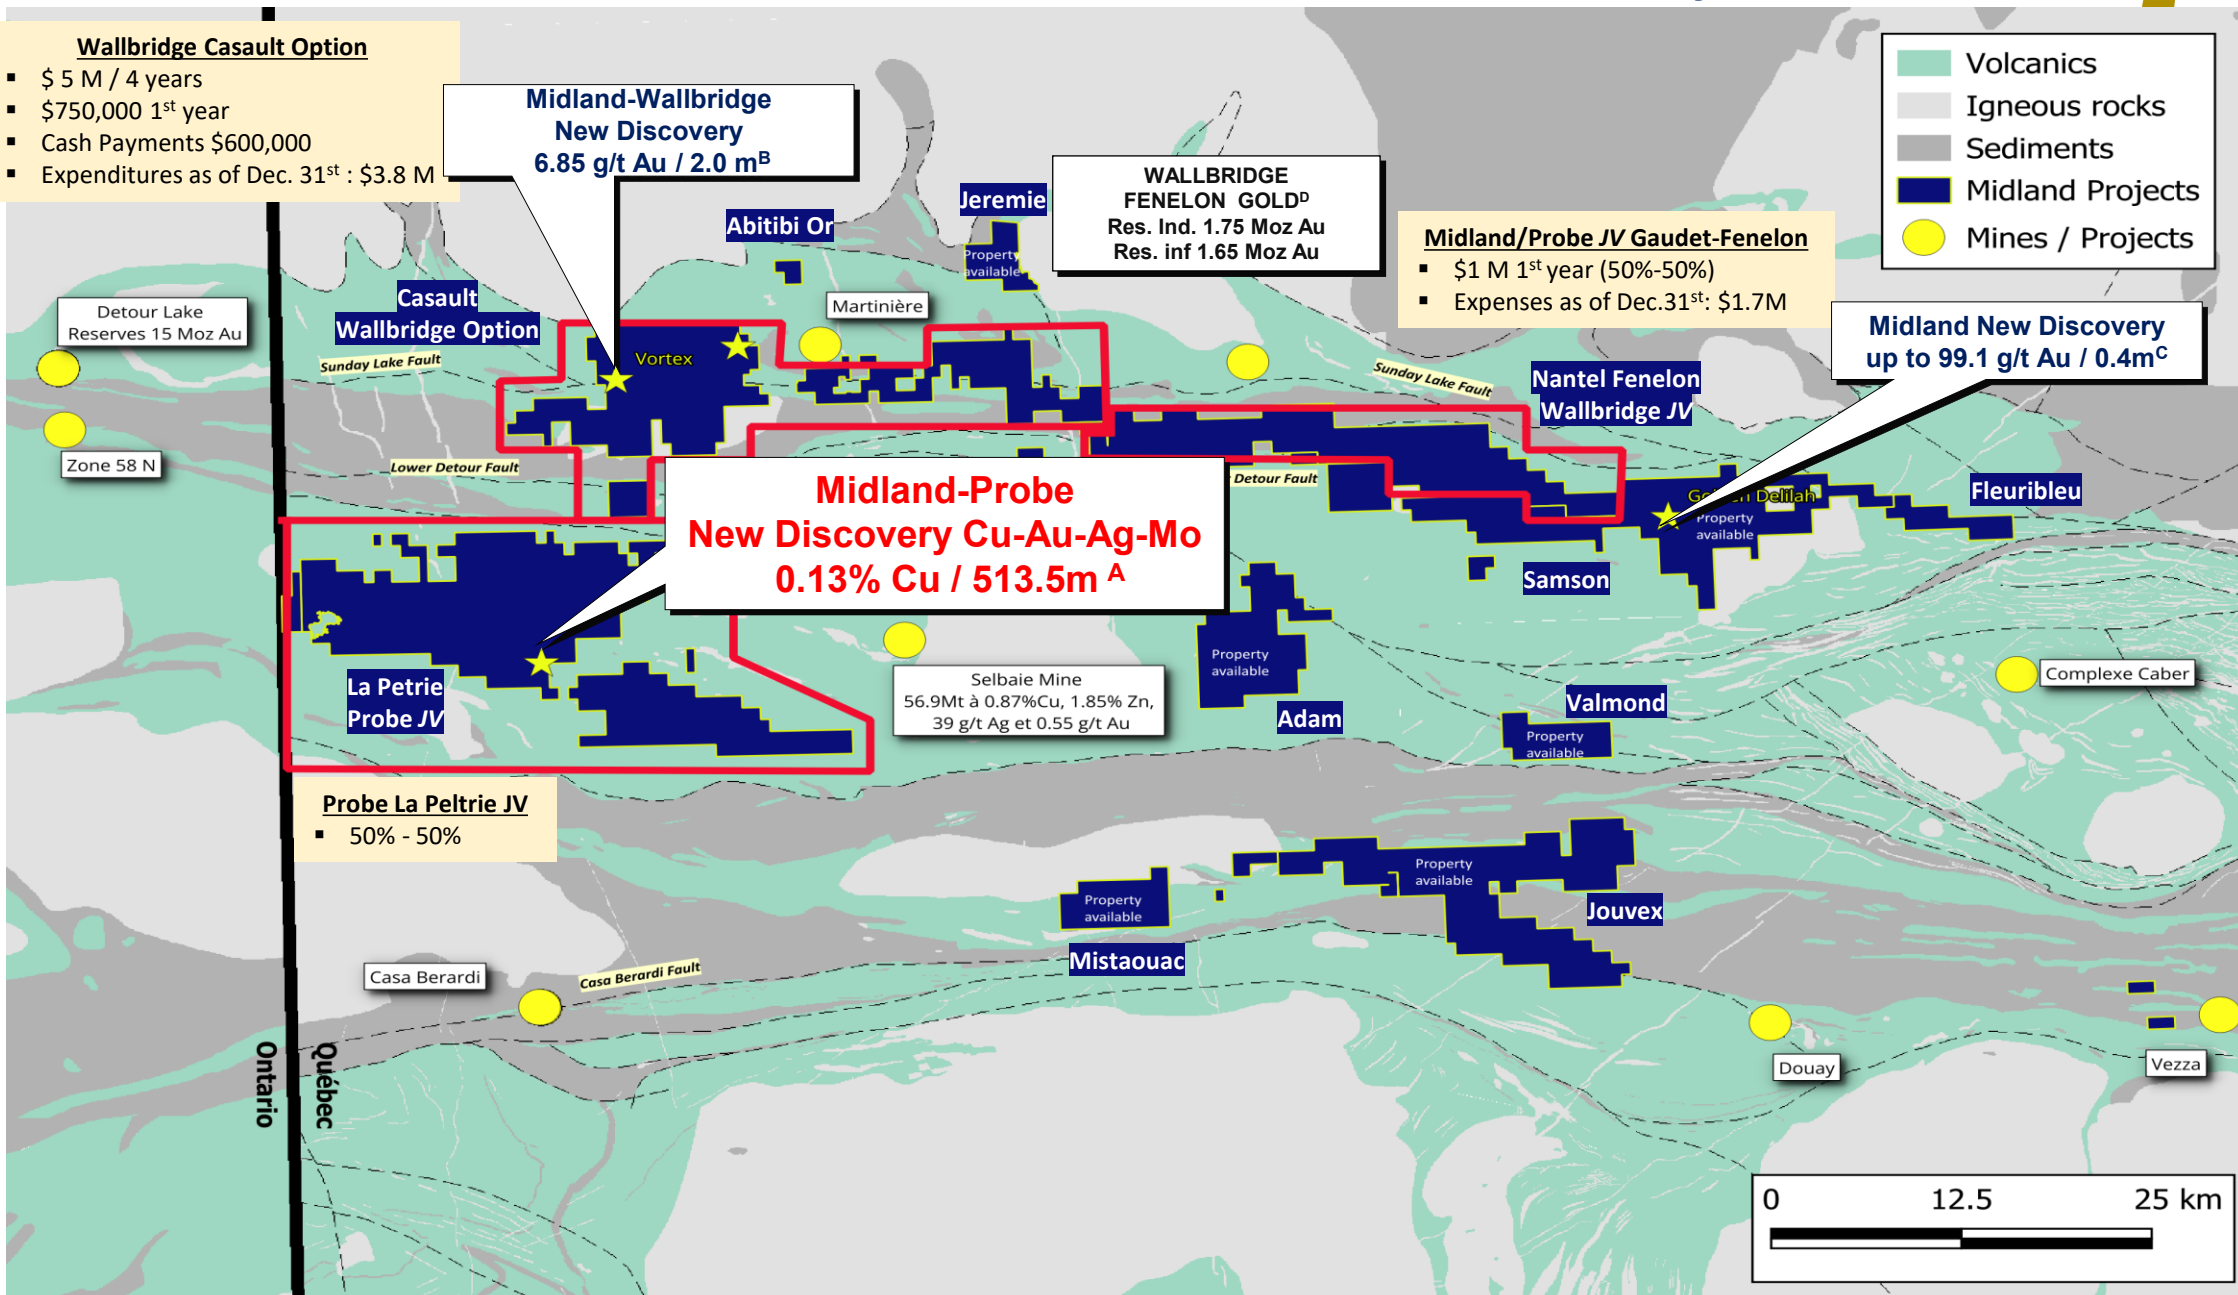 Wallbridge Casault Option
▪ $ 5 M / 4 years
▪ $750,000 1st year
▪ Cash Payments $600,000
▪ Expenditures as of Dec. 31st : $3.8 M
Midland-Wallbridge
New Discovery
6.85 g/t Au / 2.0 mB
Abitibi Or
Jeremie
Property
available
WALLBRIDGE
FENELON GOLDD
Res. Ind. 1.75 Moz Au
Res. inf 1.65 Moz Au
Midland/Probe JV Gaudet-Fenelon
▪ $1 M 1st year (50%-50%)
▪ Expenses as of Dec.31st: $1.7M
Volcanics
Igneous rocks
Sediments
Midland Projects
Mines / Projects
Detour Lake
Reserves 15 Moz Au
Casault
Wallbridge Option
Martinière
Midland New Discovery
up to 99.1 g/t Au / 0.4mC
Sunday Lake Fault
Vortex
Sunday Lake Fault
Nantel Fenelon
Wallbridge JV
Zone 58 N
Lower Detour Fault
Detour Fault
Midland-Probe
New Discovery Cu-Au-Ag-Mo
0.13% Cu / 513.5m A
Delilah
Property
available
Fleuribleu
Samson
La Petrie
Probe JV
Selbaie Mine
56.9Mt à 0.87%Cu, 1.85% Zn,
39 g/t Ag et 0.55 g/t Au
Property
available
Adam
Valmond
Property
available
Complexe Caber
Probe La Peltrie JV
▪ 50% - 50%
Property
available
Property
available
Jouvex
Mistaouac
Casa Berardi
Casa Berardi Fault
Ontario
Québec
Douay
Vezza
0 12.5 25 km